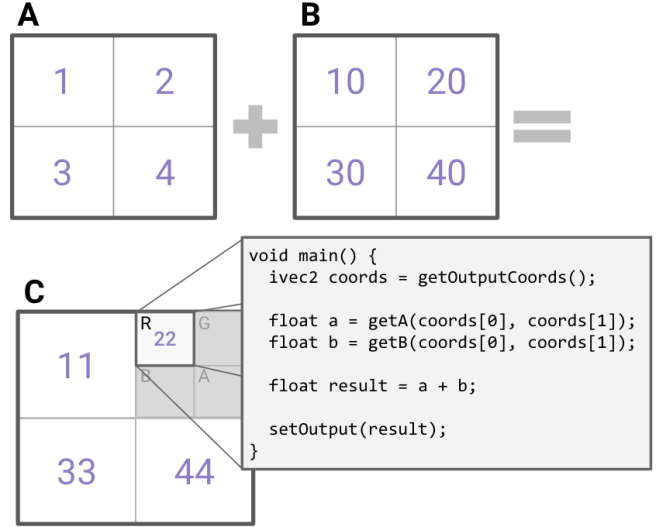 A B
1 2 10 20
3 4 + 30 40 =
void main() {
ivec2 coords = getOutputCoords();
C
float a = getA(coords[0], coords[1]);
R G
22
float b = getB(coords[0], coords[1]);
11
B A
float result = a + b;
setOutput(result);
}
33 44